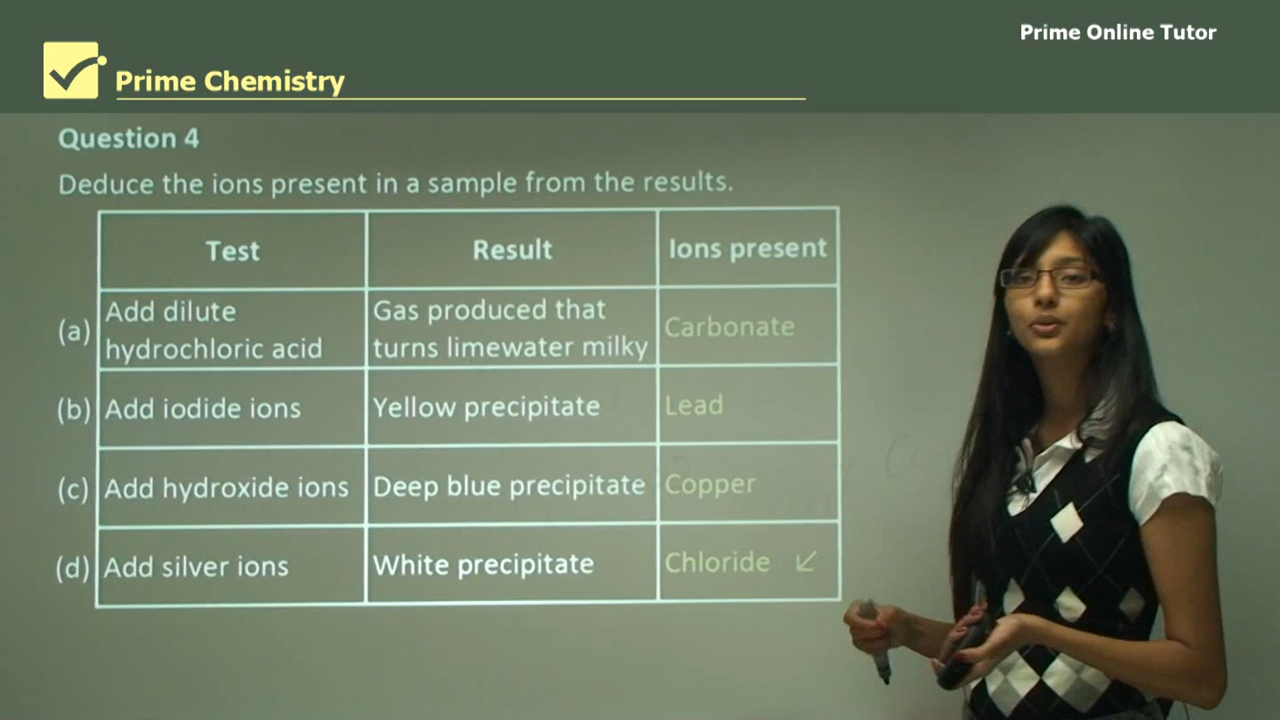 Prime Online Tutor
Prime Chemistry
Question 4
Deduce the ions present in a sample from the results.
Test Result Ions present
(a) Add dilute hydrochloric acid Gas produced that turns limewater milky Carbonate
(b) Add iodide ions Yellow precipitate Lead
(c) Add hydroxide ions Deep blue precipitate Copper
(d) Add silver ions White precipitate Chloride